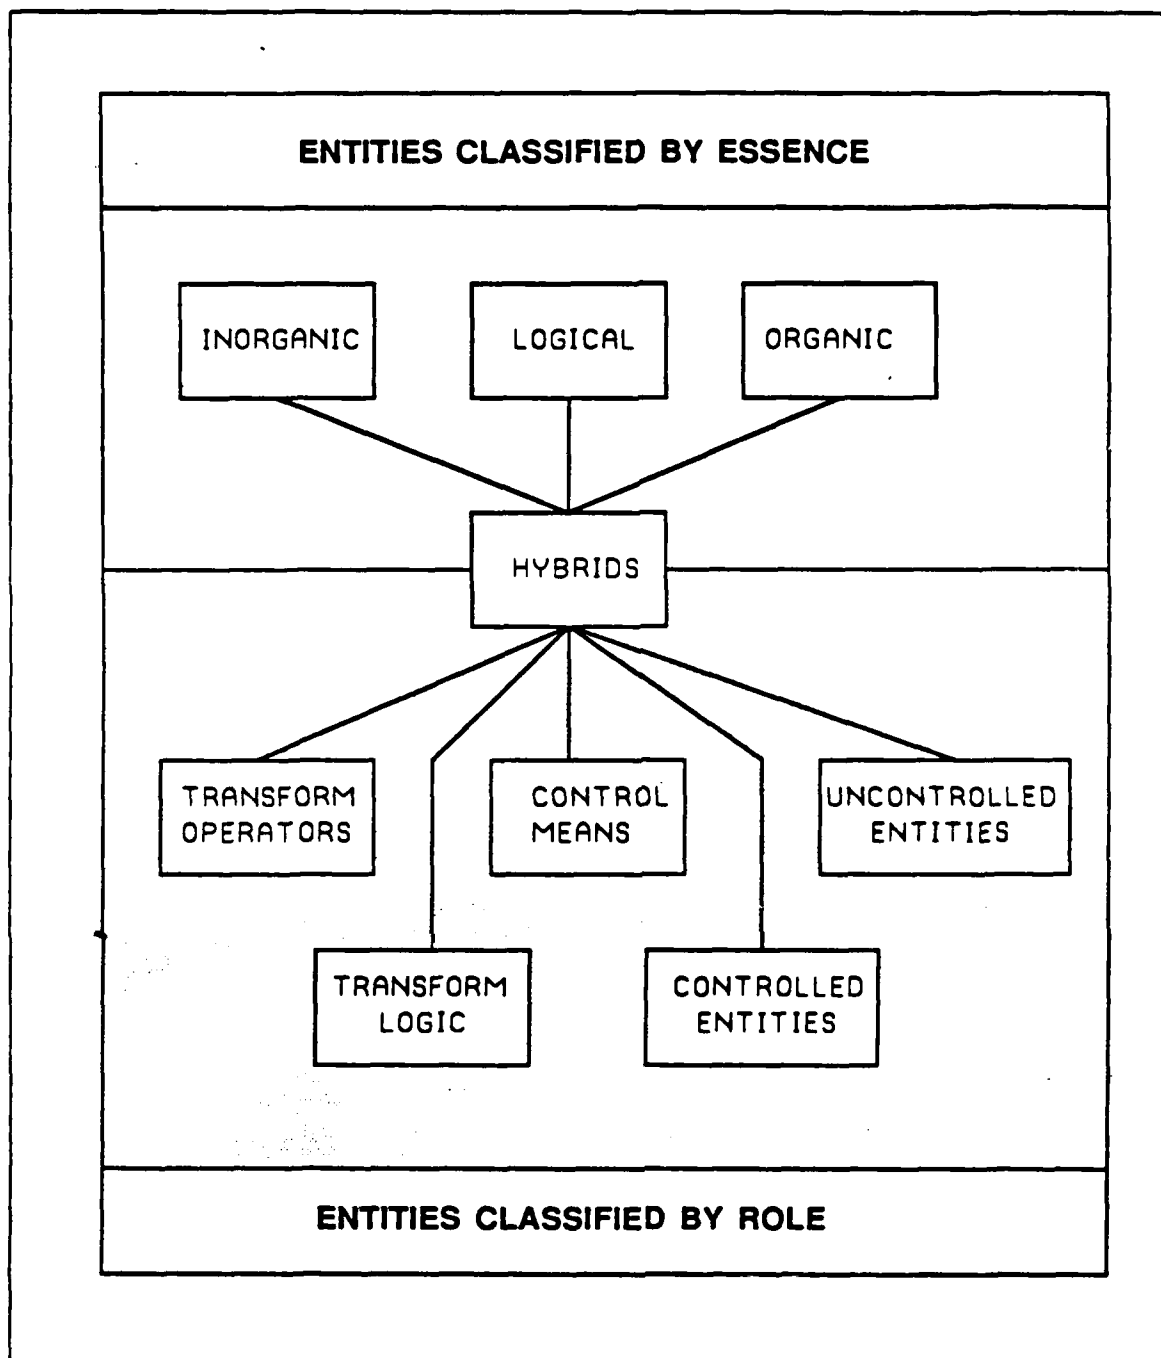 ENTITIES CLASSIFIED BY ESSENCE
INORGANIC
LOGICAL
ORGANIC
HYBRIDS
TRANSFORM
OPERATORS
CONTROL
MEANS
UNCONTROLLED
ENTITIES
TRANSFORM
LOGIC
CONTROLLED
ENTITIES
ENTITIES CLASSIFIED BY ROLE